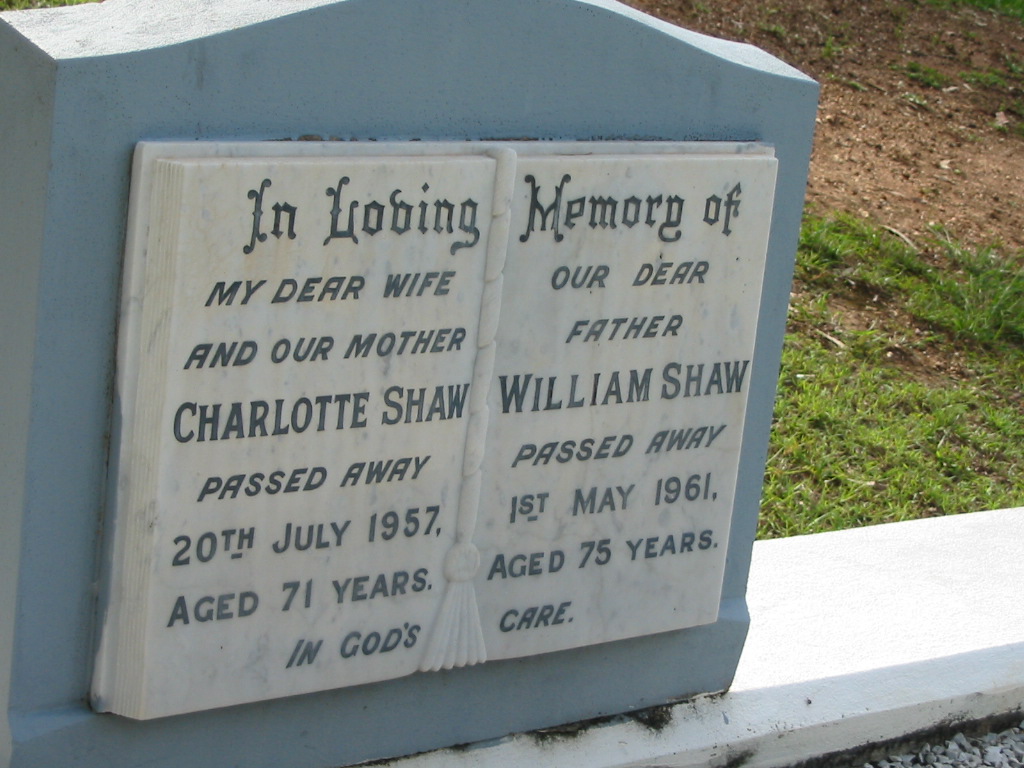 In Loving Memory of
MY DEAR WIFE
AND OUR MOTHER
CHARLOTTE SHAW
PASSED AWAY
20TH JULY 1957,
AGED 71 YEARS.
OUR DEAR
FATHER
WILLIAM SHAW
PASSED AWAY
1ST MAY 1961,
AGED 75 YEARS.
IN GOD'S CARE.